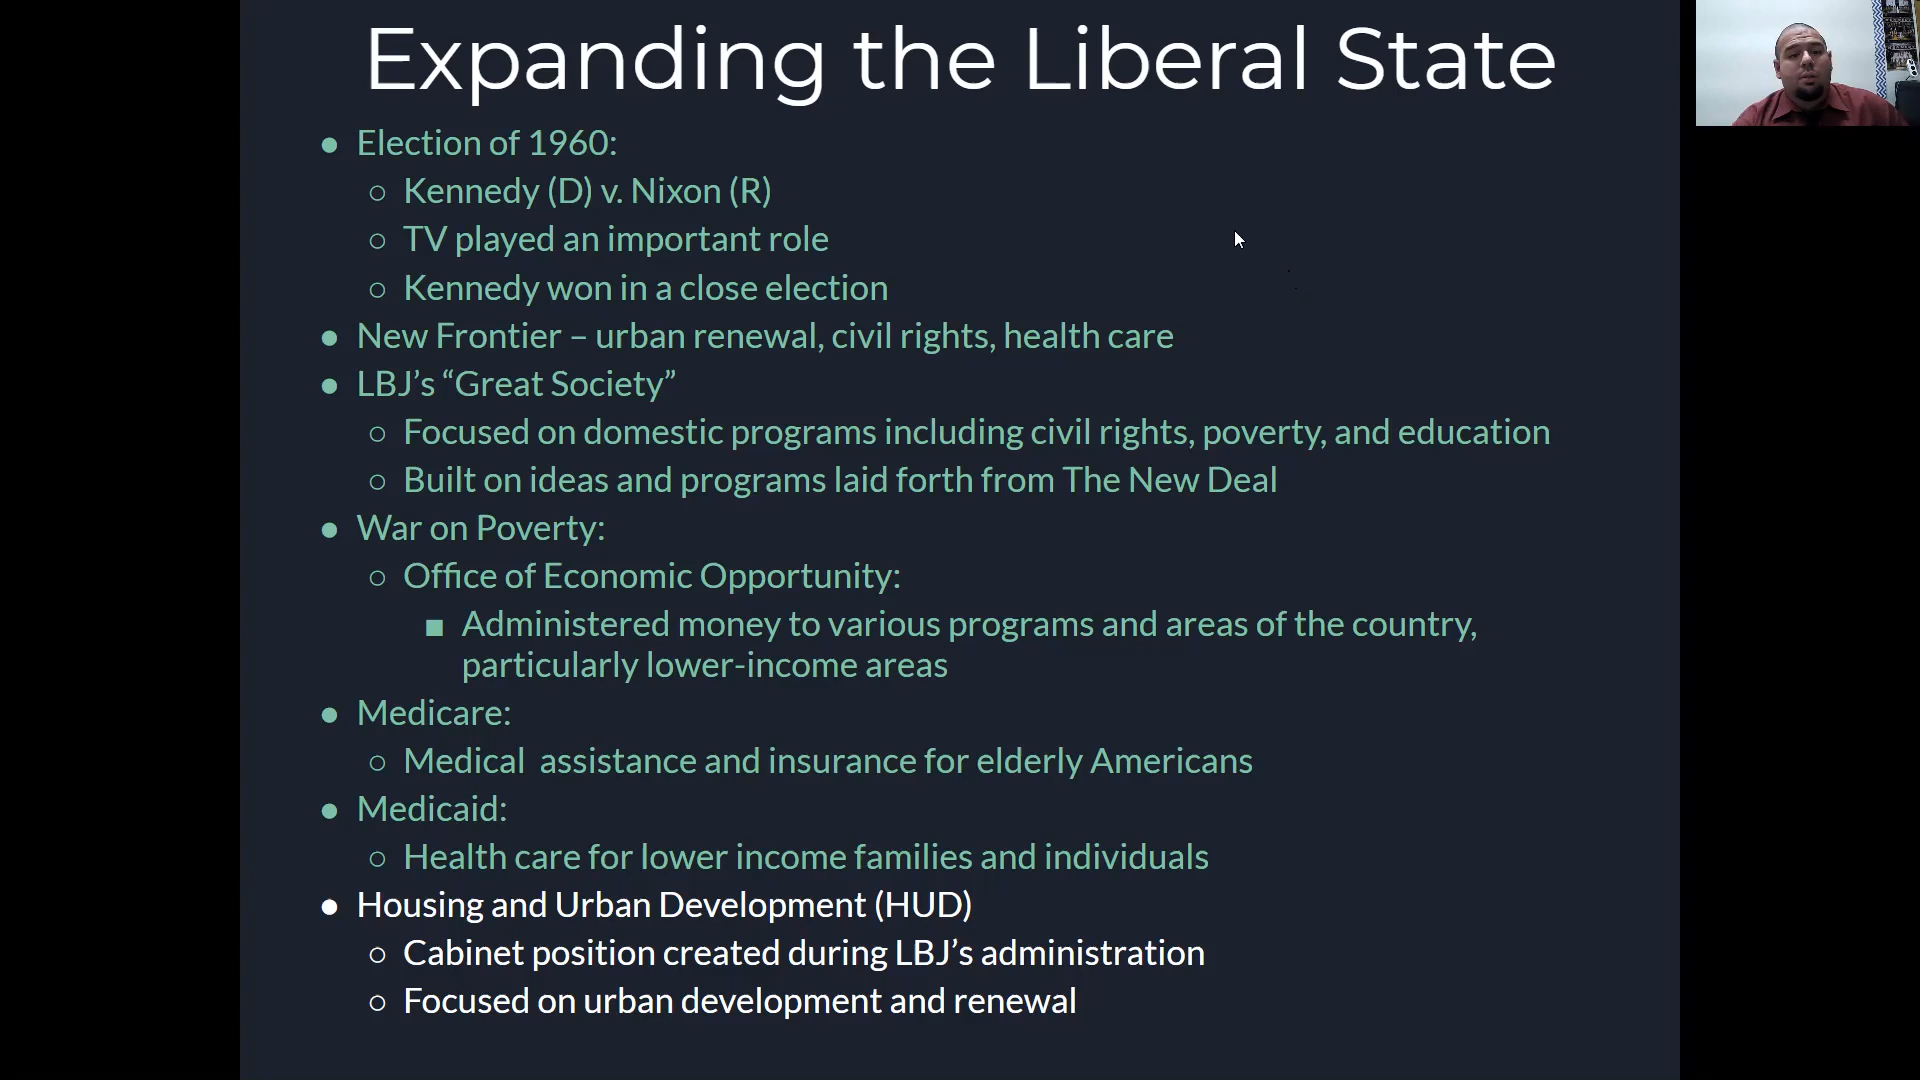 Expanding the Liberal State
● Election of 1960:
○ Kennedy (D) v. Nixon (R)
○ TV played an important role
○ Kennedy won in a close election
● New Frontier – urban renewal, civil rights, health care
● LBJ’s “Great Society”
○ Focused on domestic programs including civil rights, poverty, and education
○ Built on ideas and programs laid forth from The New Deal
● War on Poverty:
○ Office of Economic Opportunity:
■ Administered money to various programs and areas of the country,
particularly lower-income areas
● Medicare:
○ Medical  assistance and insurance for elderly Americans
● Medicaid:
○ Health care for lower income families and individuals
● Housing and Urban Development (HUD)
○ Cabinet position created during LBJ’s administration
○ Focused on urban development and renewal